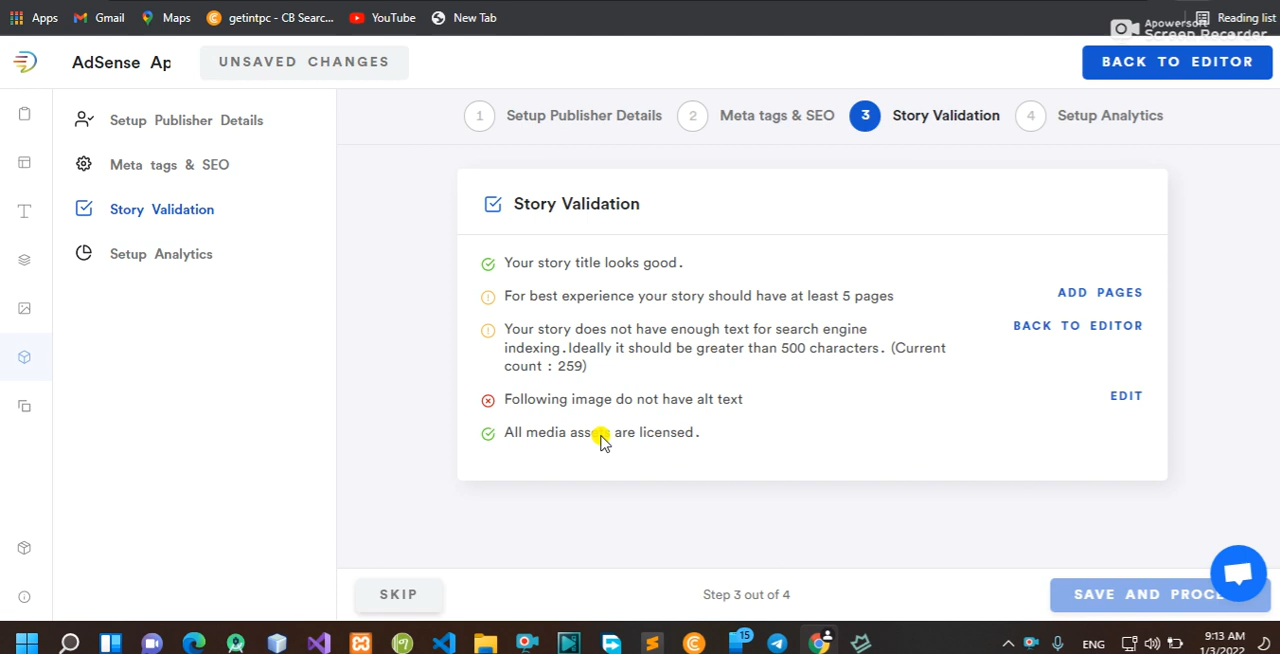 Apps Gmail Maps getintpc - CB Searc... YouTube New Tab Reading list
Apowersoft
Screen Recorder
AdSense Ap UNSAVED CHANGES BACK TO EDITOR
Setup Publisher Details
Meta tags & SEO
Story Validation
Setup Analytics
1 Setup Publisher Details 2 Meta tags & SEO 3 Story Validation 4 Setup Analytics
Story Validation
Your story title looks good.
For best experience your story should have at least 5 pages ADD PAGES
Your story does not have enough text for search engine BACK TO EDITOR
indexing.Ideally it should be greater than 500 characters. (Current
count : 259)
Following image do not have alt text EDIT
All media assets are licensed.
SKIP Step 3 out of 4 SAVE AND PROCE
15 ENG 9:13 AM
1/3/2022